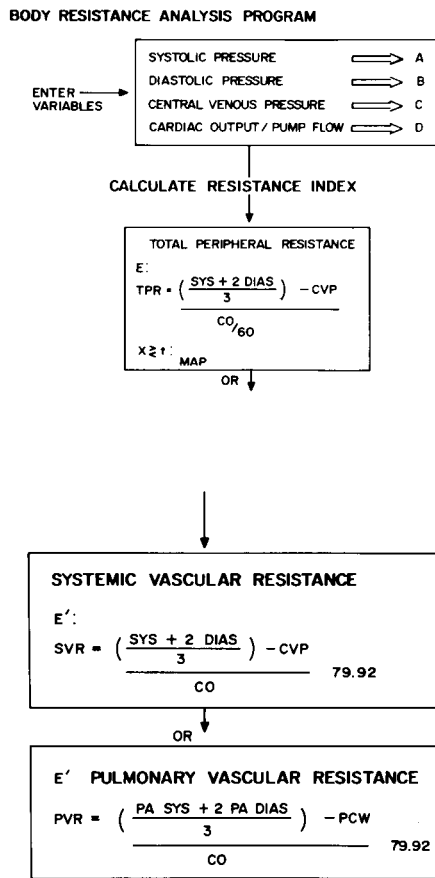 BODY RESISTANCE ANALYSIS PROGRAM
ENTER VARIABLES
SYSTOLIC PRESSURE ⟹ A
DIASTOLIC PRESSURE ⟹ B
CENTRAL VENOUS PRESSURE ⟹ C
CARDIAC OUTPUT / PUMP FLOW ⟹ D
CALCULATE RESISTANCE INDEX
TOTAL PERIPHERAL RESISTANCE
E:
TPR = ( SYS + 2 DIAS / 3 ) - CVP
CO/60
X ≷ t: MAP
OR
SYSTEMIC VASCULAR RESISTANCE
E′:
SVR = ( SYS + 2 DIAS / 3 ) - CVP
CO 79.92
OR
E′ PULMONARY VASCULAR RESISTANCE
PVR = ( PA SYS + 2 PA DIAS / 3 ) - PCW
CO 79.92